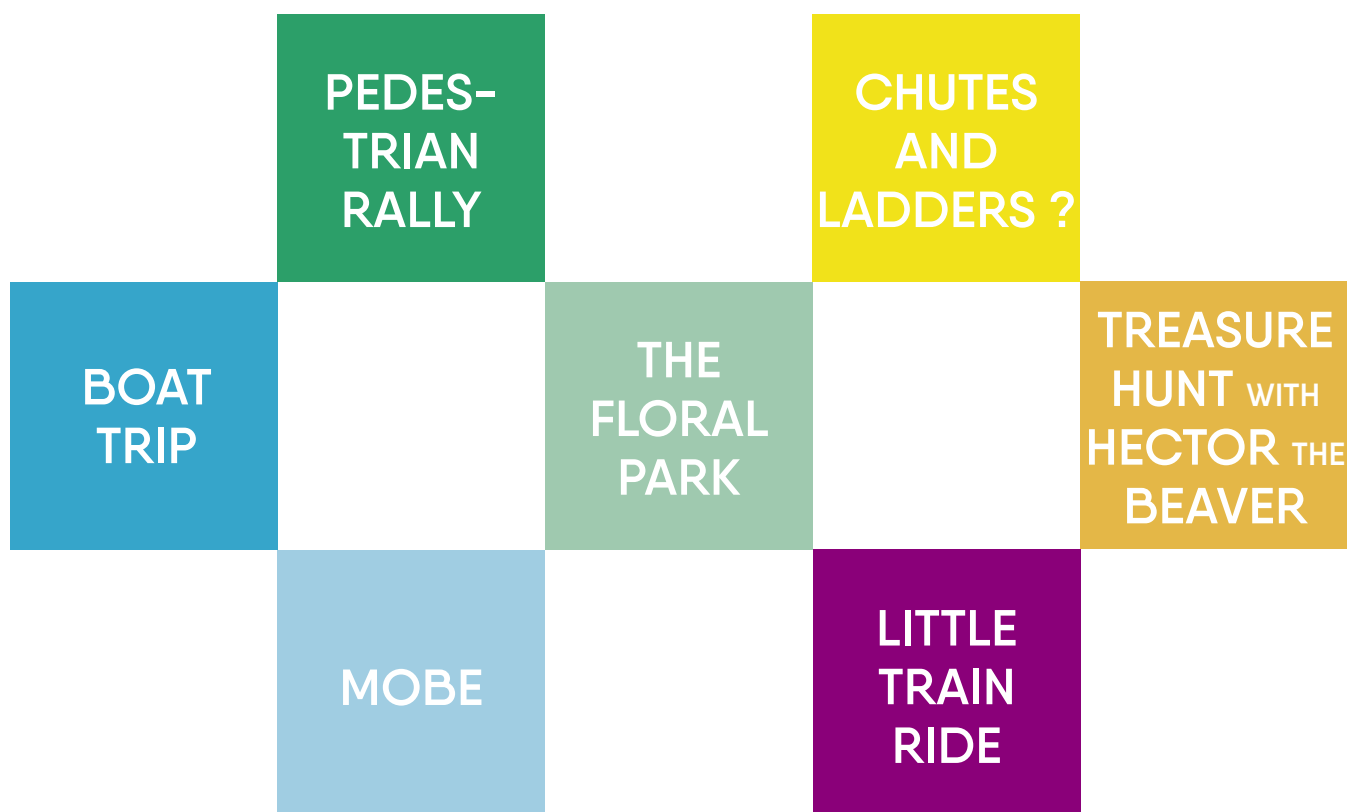 PEDES-
TRIAN
RALLY
CHUTES
AND
LADDERS ?
BOAT
TRIP
THE
FLORAL
PARK
TREASURE
HUNT WITH
HECTOR THE
BEAVER
MOBE
LITTLE
TRAIN
RIDE